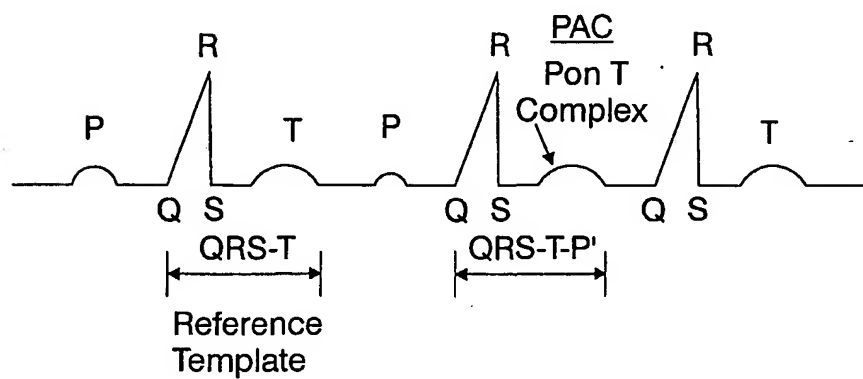 PAC
R
R
R
Pon T
Complex
P
T
P
T
Q S
Q S
Q S
QRS-T
QRS-T-P'
Reference
Template